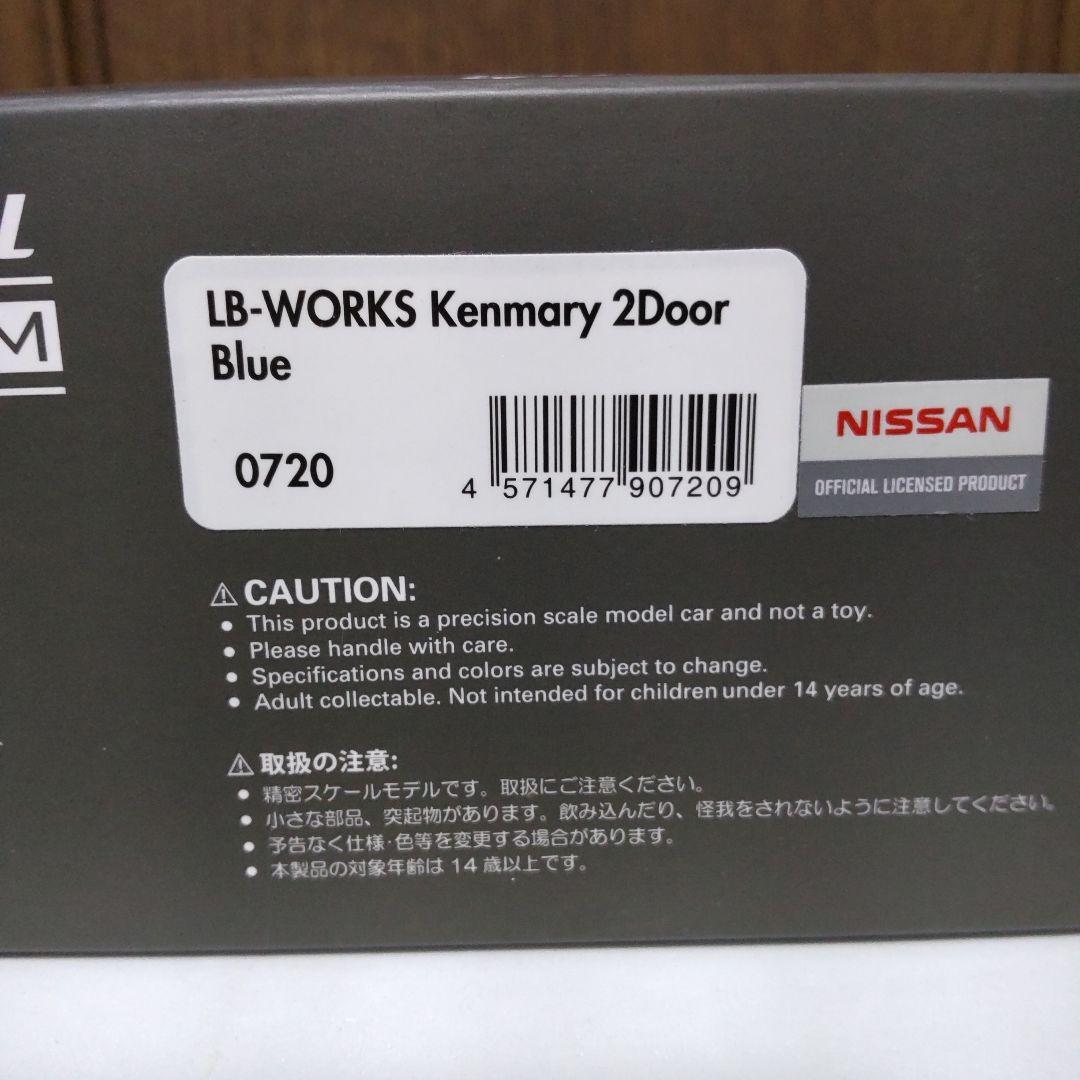 L
M
LB-WORKS Kenmary 2Door
Blue
0720
4 571477 907209
NISSAN
OFFICIAL LICENSED PRODUCT
⚠ CAUTION:
• This product is a precision scale model car and not a toy.
• Please handle with care.
• Specifications and colors are subject to change.
• Adult collectable. Not intended for children under 14 years of age.
⚠ 取扱の注意:
• 精密スケールモデルです。取扱にご注意ください。
• 小さな部品、突起物があります。飲み込んだり、怪我をされないように注意してください。
• 予告なく仕様·色等を変更する場合があります。
• 本製品の対象年齢は 14 歳以上です。